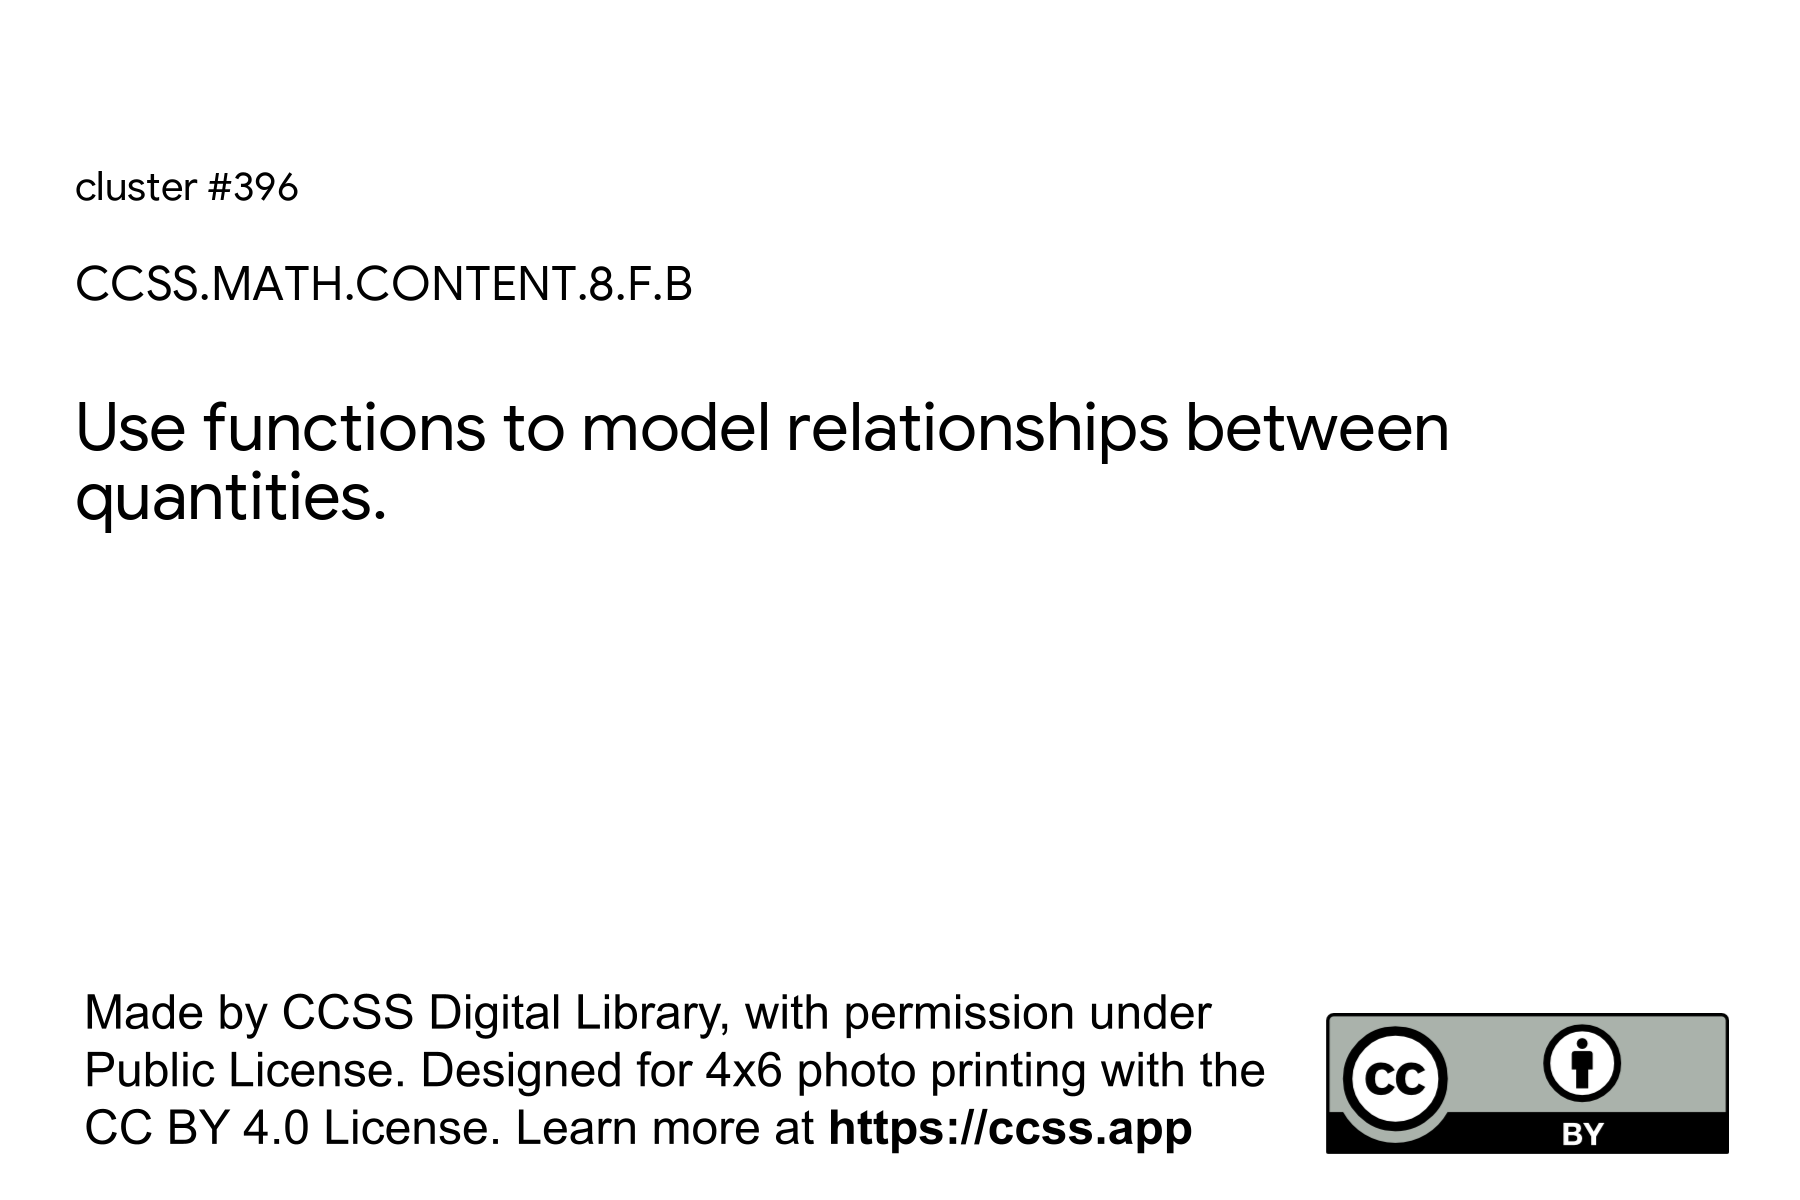 cluster #396
CCSS.MATH.CONTENT.8.F.B
Use functions to model relationships between
quantities.
Made by CCSS Digital Library, with permission under
Public License. Designed for 4x6 photo printing with the
CC BY 4.0 License. Learn more at https://ccss.app
CC
BY